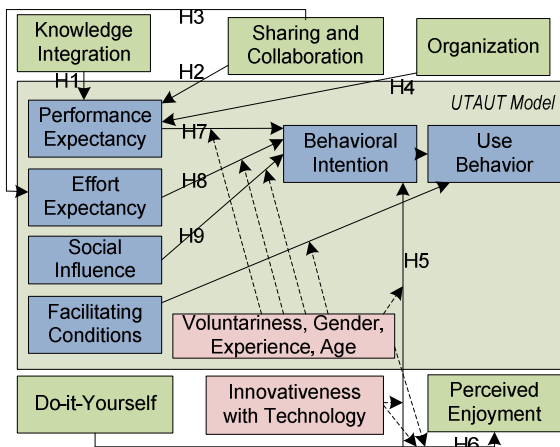 H3
Knowledge
Integration
Sharing and
Collaboration
Organization
H1
H2
H4
UTAUT Model
Performance
Expectancy
H7
Behavioral
Intention
Use
Behavior
Effort
Expectancy
H8
Social
Influence
H9
H5
Facilitating
Conditions
Voluntariness, Gender,
Experience, Age
Do-it-Yourself
Innovativeness
with Technology
Perceived
Enjoyment
H6